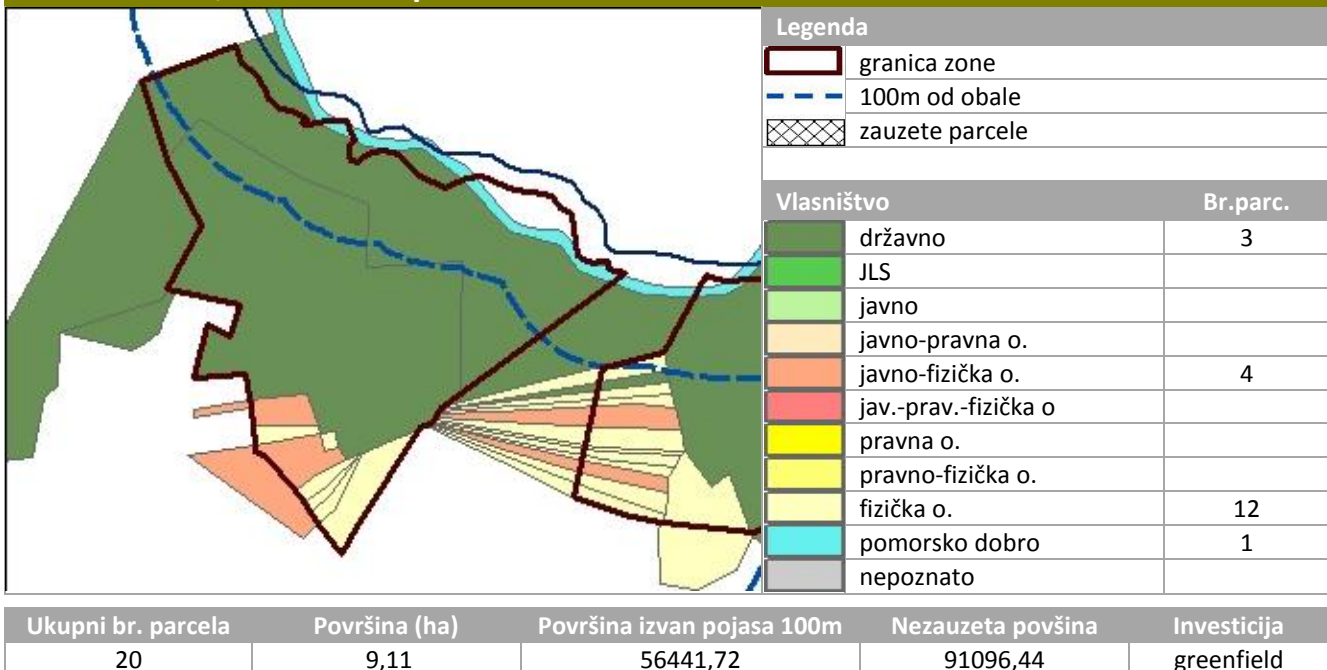 Legenda
granica zone
100m od obale
zauzete parcele
Vlasništvo Br.parc.
državno 3
JLS
javno
javno-pravna o.
javno-fizička o. 4
jav.-prav.-fizička o
pravna o.
pravno-fizička o.
fizička o. 12
pomorsko dobro 1
nepoznato
Ukupni br. parcela Površina (ha) Površina izvan pojasa 100m Nezauzeta povšina Investicija
20 9,11 56441,72 91096,44 greenfield